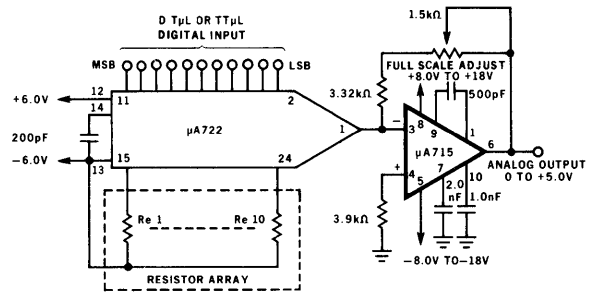 D TμL OR TTμL
DIGITAL INPUT
MSB
LSB
1.5kΩ
FULL SCALE ADJUST
+8.0V TO +18V
3.32kΩ
500pF
+6.0V
12
14
11
2
μA722
1
200pF
-6.0V
13
15
24
8
9
1
-
3
6
μA715
+
4
5
7
10
ANALOG OUTPUT
0 TO +5.0V
2.0
nF
1.0nF
3.9kΩ
-8.0V TO-18V
Re 1
Re 10
RESISTOR ARRAY